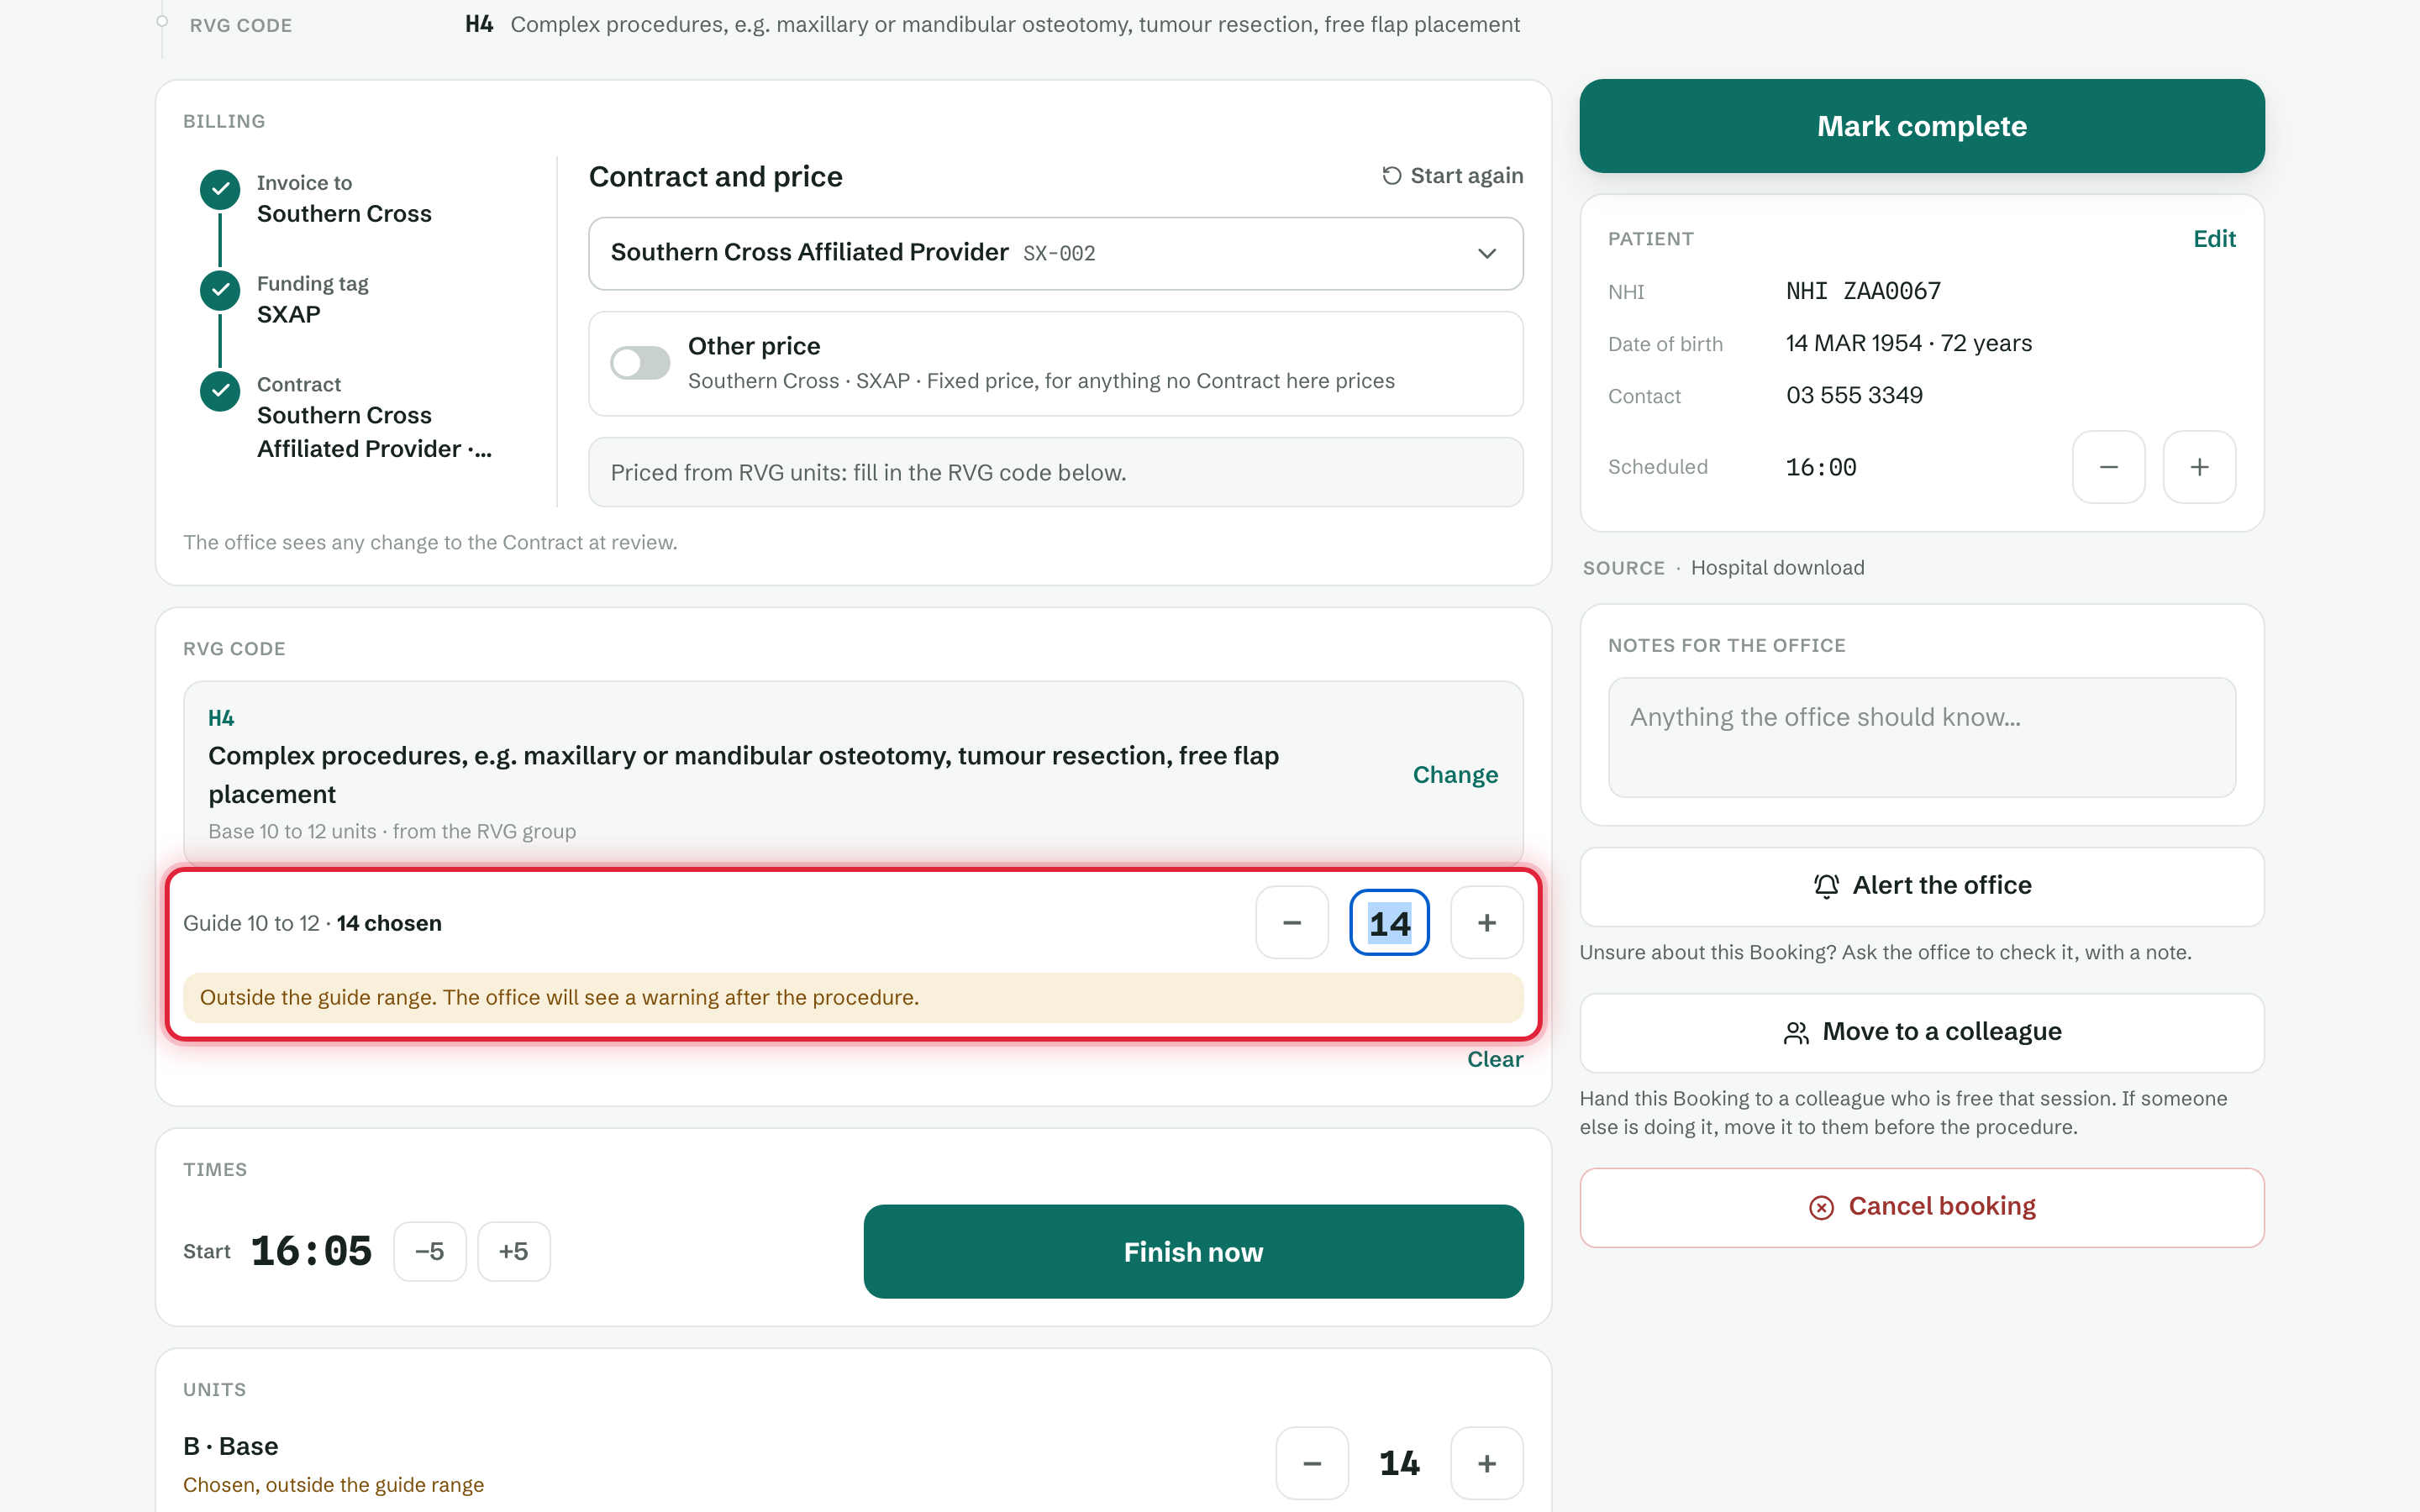 RVG CODE
H4 Complex procedures, e.g. maxillary or mandibular osteotomy, tumour resection, free flap placement
BILLING
Invoice to
Southern Cross
Funding tag
SXAP
Contract
Southern Cross
Affiliated Provider ·...
Contract and price
Start again
Southern Cross Affiliated Provider SX-002
Other price
Southern Cross · SXAP · Fixed price, for anything no Contract here prices
Priced from RVG units: fill in the RVG code below.
The office sees any change to the Contract at review.
RVG CODE
H4
Complex procedures, e.g. maxillary or mandibular osteotomy, tumour resection, free flap
placement
Base 10 to 12 units · from the RVG group
Change
Guide 10 to 12 · 14 chosen
− 14 +
Outside the guide range. The office will see a warning after the procedure.
Clear
TIMES
Start 16:05 −5 +5
Finish now
UNITS
B · Base
Chosen, outside the guide range
− 14 +
Mark complete
PATIENT
Edit
NHI NHI ZAA0067
Date of birth 14 MAR 1954 · 72 years
Contact 03 555 3349
Scheduled 16:00 − +
SOURCE · Hospital download
NOTES FOR THE OFFICE
Anything the office should know...
Alert the office
Unsure about this Booking? Ask the office to check it, with a note.
Move to a colleague
Hand this Booking to a colleague who is free that session. If someone
else is doing it, move it to them before the procedure.
Cancel booking